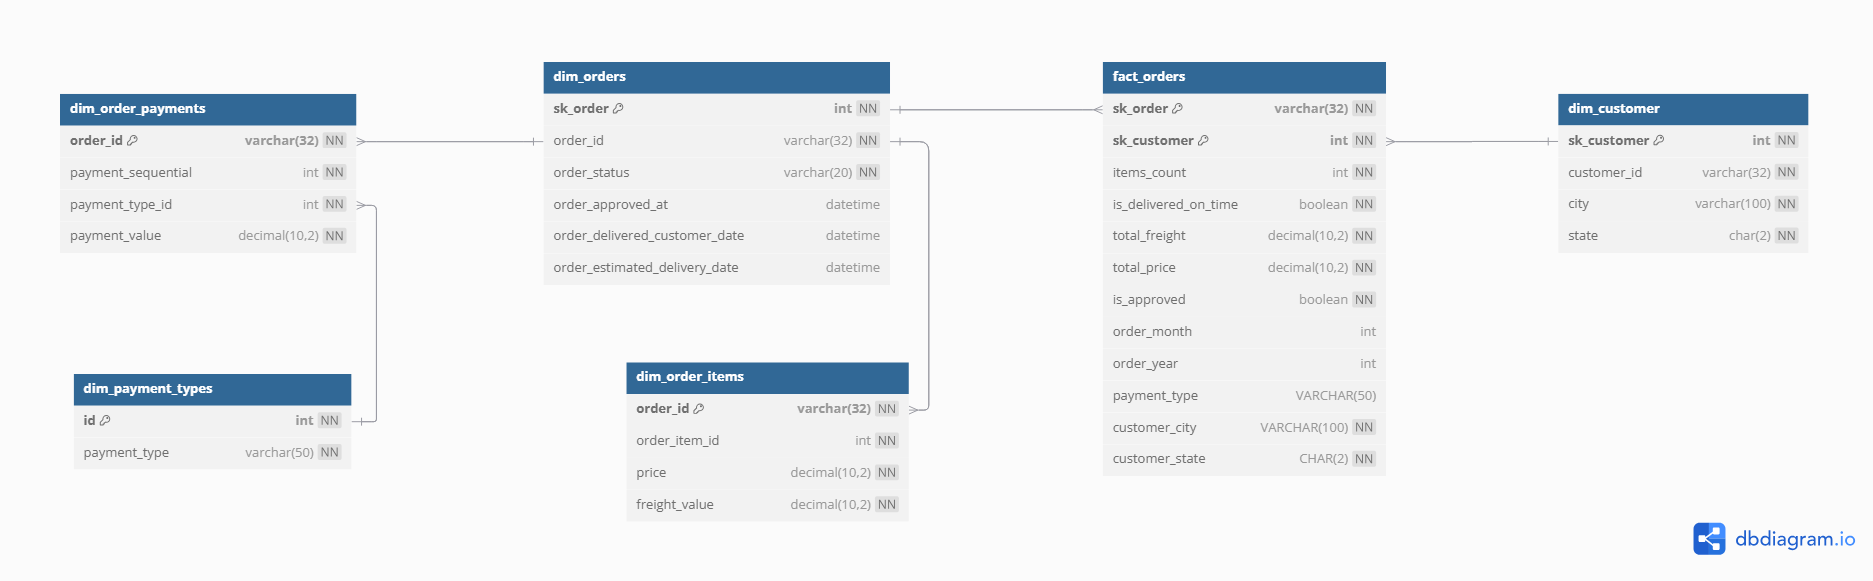 dim_order_payments
order_id varchar(32) NN
payment_sequential int NN
payment_type_id int NN
payment_value decimal(10,2) NN
dim_payment_types
id int NN
payment_type varchar(50) NN
dim_orders
sk_order int NN
order_id varchar(32) NN
order_status varchar(20) NN
order_approved_at datetime
order_delivered_customer_date datetime
order_estimated_delivery_date datetime
dim_order_items
order_id varchar(32) NN
order_item_id int NN
price decimal(10,2) NN
freight_value decimal(10,2) NN
fact_orders
sk_order varchar(32) NN
sk_customer int NN
items_count int NN
is_delivered_on_time boolean NN
total_freight decimal(10,2) NN
total_price decimal(10,2) NN
is_approved boolean NN
order_month int
order_year int
payment_type VARCHAR(50)
customer_city VARCHAR(100) NN
customer_state CHAR(2) NN
dim_customer
sk_customer int NN
customer_id varchar(32) NN
city varchar(100) NN
state char(2) NN
dbdiagram.io